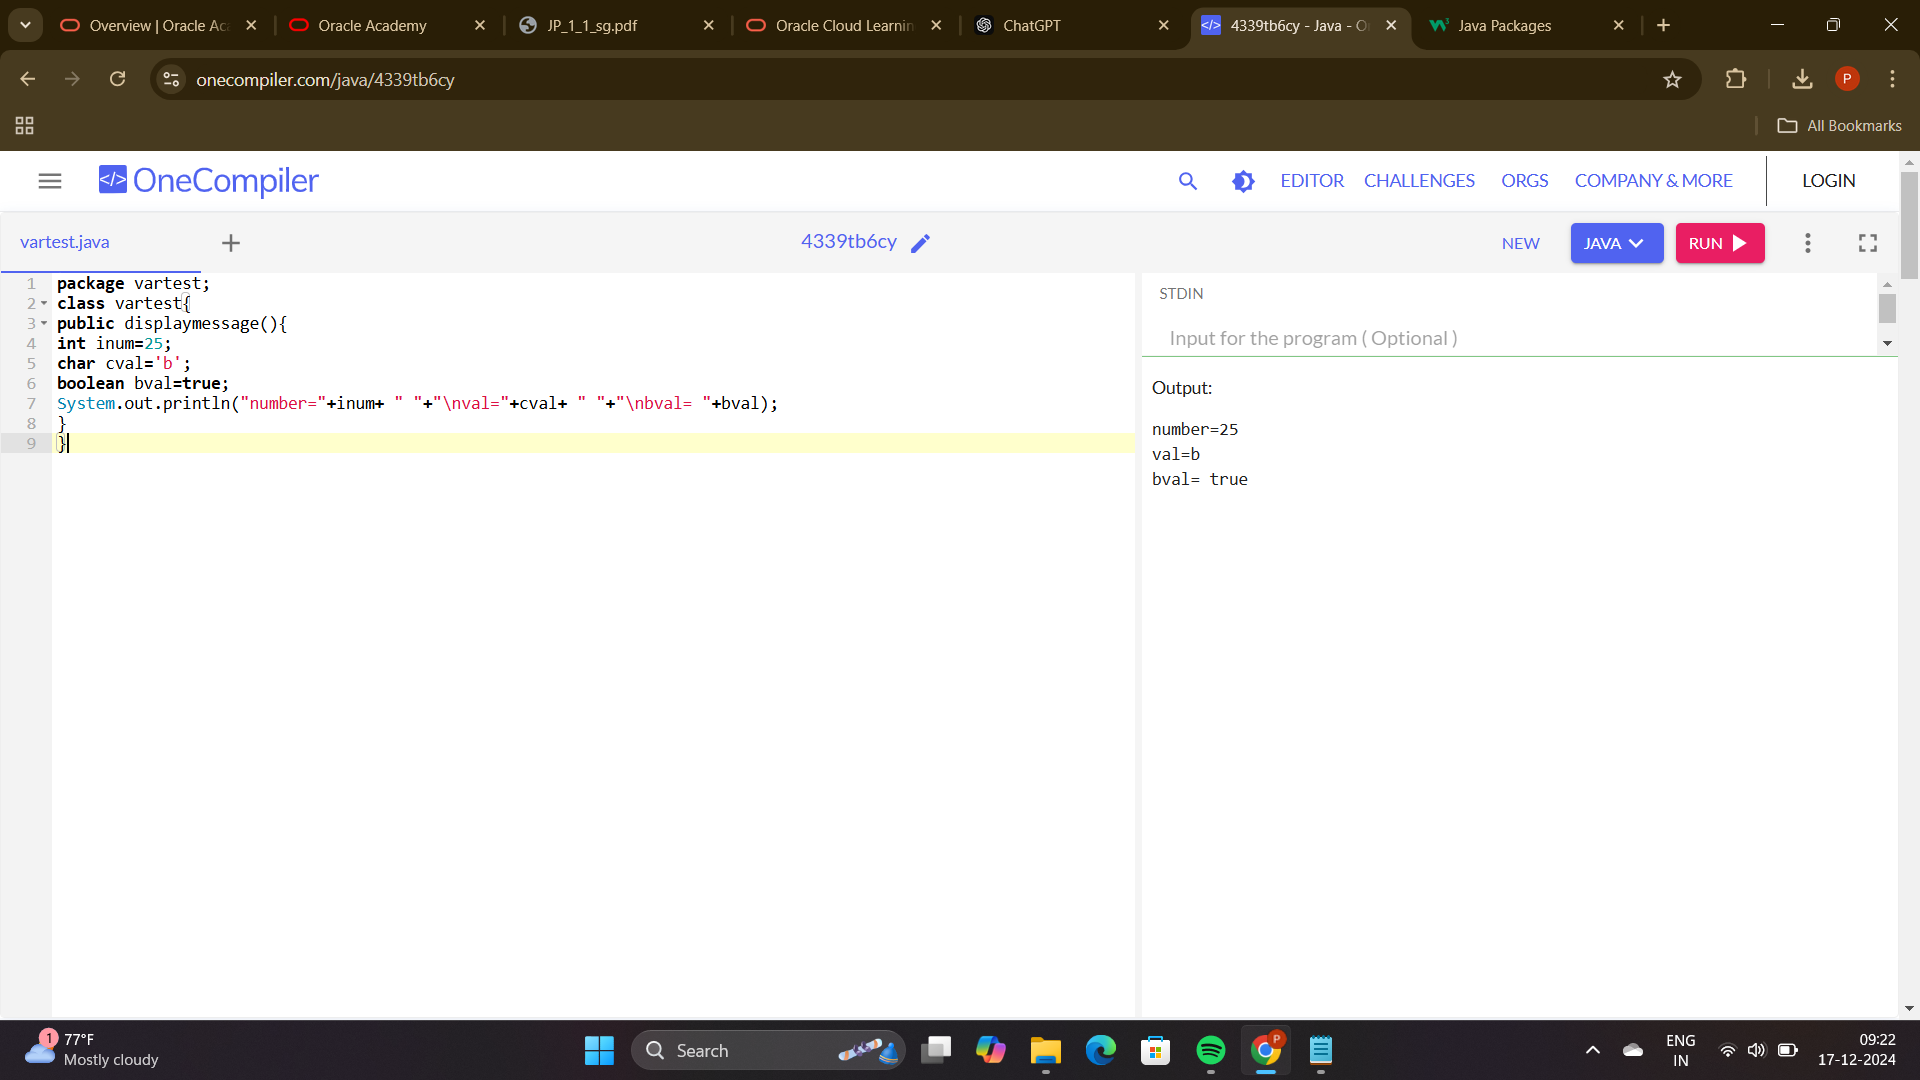 Overview | Oracle Ac
Oracle Academy
JP_1_1_sg.pdf
Oracle Cloud Learnin
ChatGPT
4339tb6cy - Java - O
Java Packages
onecompiler.com/java/4339tb6cy
P
All Bookmarks
</> OneCompiler
EDITOR
CHALLENGES
ORGS
COMPANY & MORE
LOGIN
vartest.java
4339tb6cy
NEW
JAVA
RUN
1 package vartest;
2 class vartest{
3 public displaymessage(){
4 int inum=25;
5 char cval='b';
6 boolean bval=true;
7 System.out.println("number="+inum+ " "+"\nval="+cval+ " "+"\nbval= "+bval);
8 }
9 }
STDIN
Input for the program ( Optional )
Output:
number=25
val=b
bval= true
1
77°F
Mostly cloudy
Search
P
ENG
IN
09:22
17-12-2024